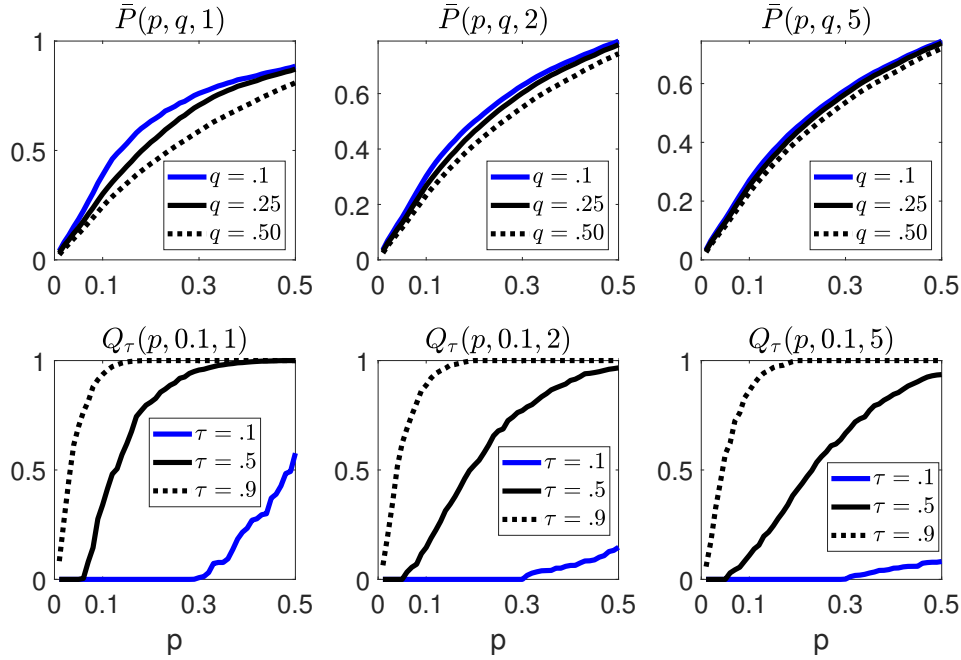 P̄(p, q, 1)
P̄(p, q, 2)
P̄(p, q, 5)
1
0.5
0
q = .1
q = .25
q = .50
0 0.1 0.3 0.5
0.6
0.4
0.2
0
q = .1
q = .25
q = .50
0 0.1 0.3 0.5
0.6
0.4
0.2
0
q = .1
q = .25
q = .50
0 0.1 0.3 0.5
Q_τ(p, 0.1, 1)
Q_τ(p, 0.1, 2)
Q_τ(p, 0.1, 5)
1
0.5
0
τ = .1
τ = .5
τ = .9
0 0.1 0.3 0.5
p
1
0.5
0
τ = .1
τ = .5
τ = .9
0 0.1 0.3 0.5
p
1
0.5
0
τ = .1
τ = .5
τ = .9
0 0.1 0.3 0.5
p